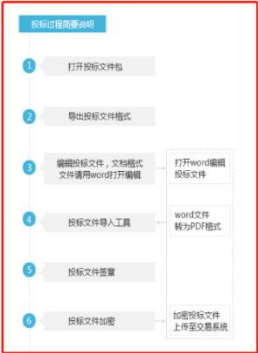 投标过程简要说明
1
打开投标文件包
2
导出投标文件格式
3
编辑投标文件，文档格式
文件请用word打开编辑
打开word编辑
投标文件
4
投标文件导入工具
word文件
转为PDF格式
5
投标文件签章
6
投标文件加密
加密投标文件
上传至交易系统